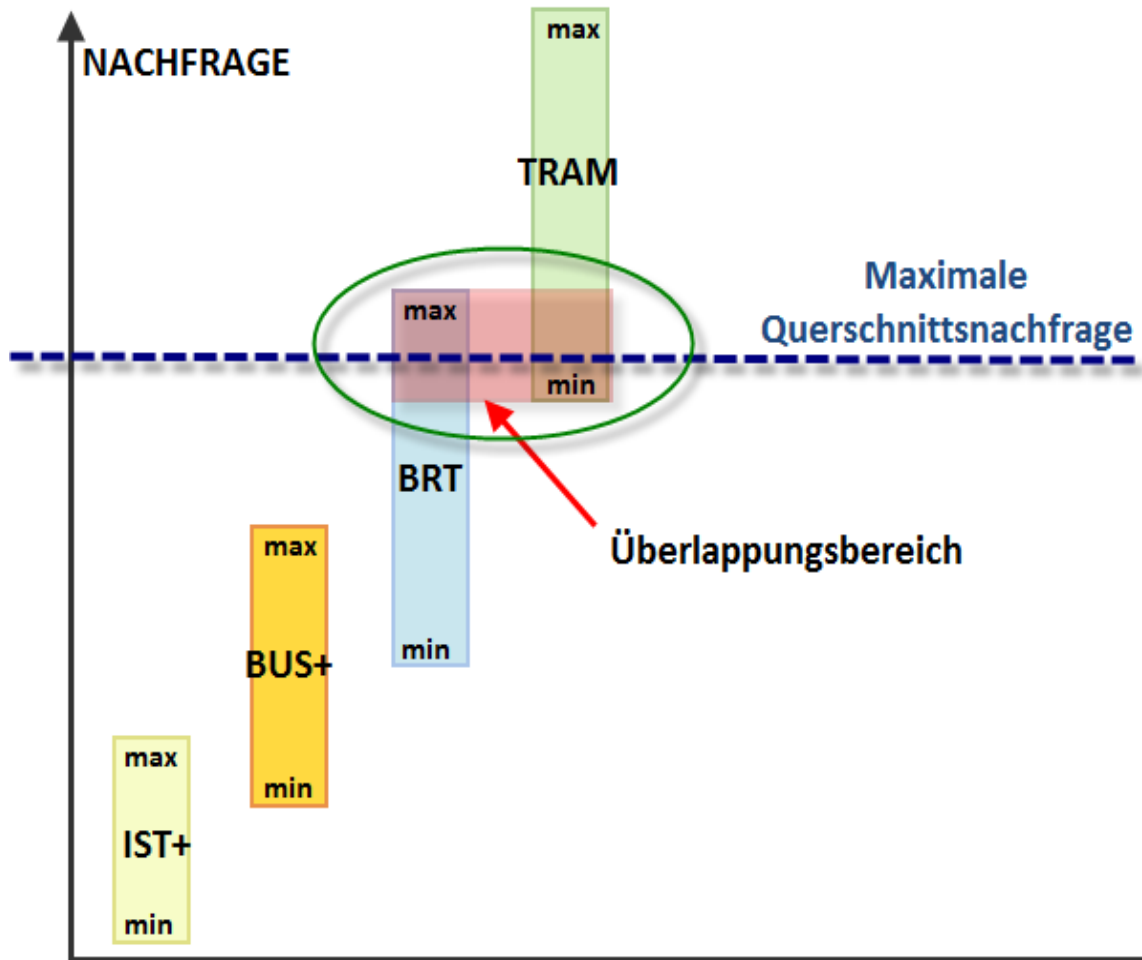 max
NACHFRAGE
TRAM
Maximale
Querschnittsnachfrage
max
min
BRT
max
Überlappungsbereich
min
BUS+
max
min
IST+
min